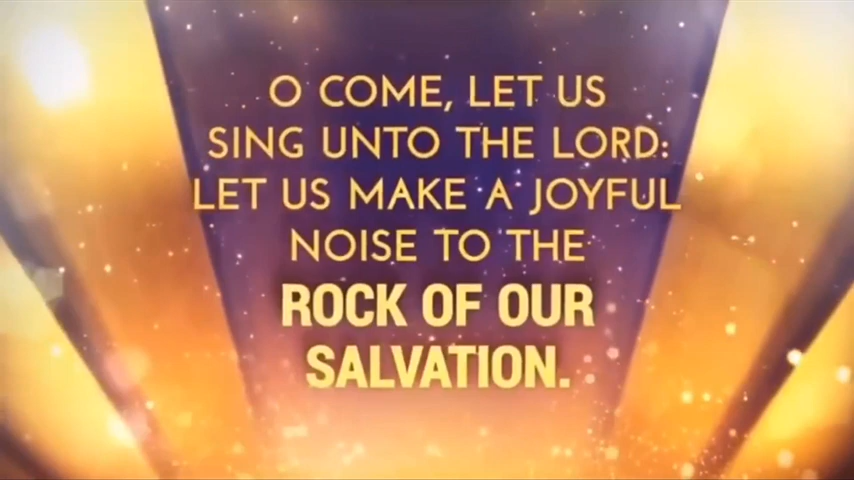 O COME, LET US
SING UNTO THE LORD:
LET US MAKE A JOYFUL
NOISE TO THE
ROCK OF OUR
SALVATION.